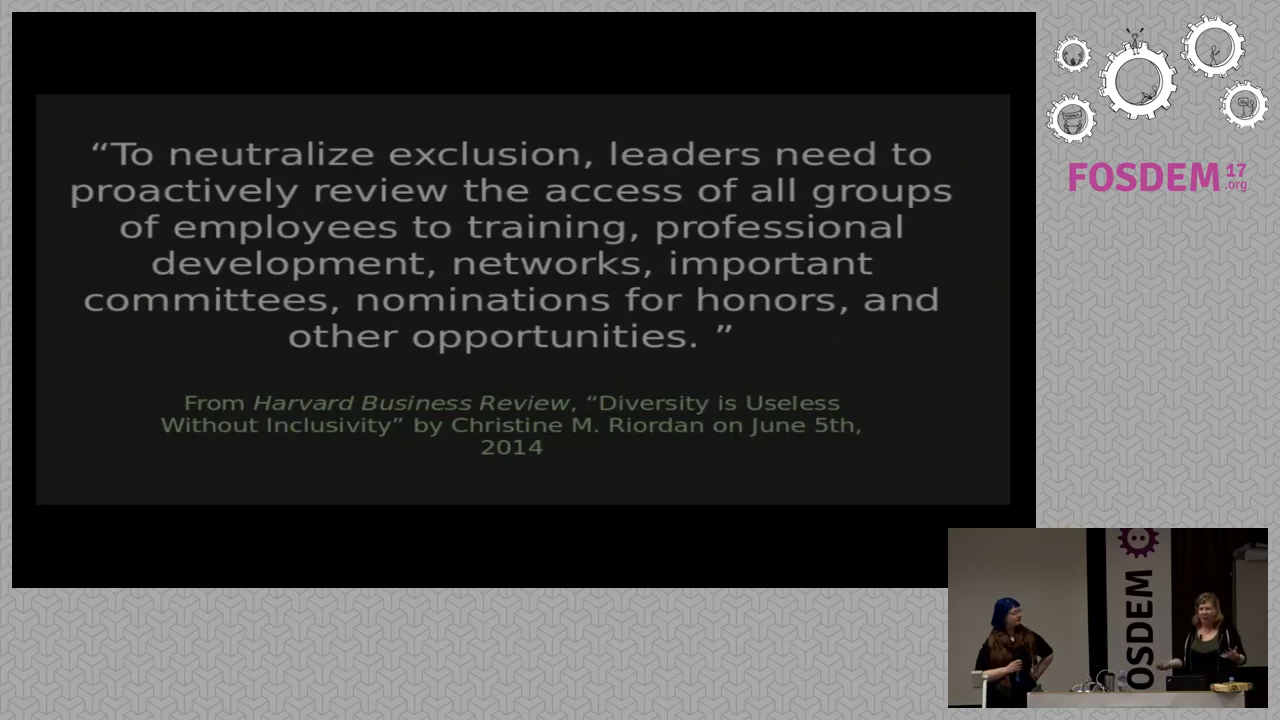 “To neutralize exclusion, leaders need to
proactively review the access of all groups
of employees to training, professional
development, networks, important
committees, nominations for honors, and
other opportunities. ”
From Harvard Business Review, “Diversity is Useless
Without Inclusivity” by Christine M. Riordan on June 5th,
2014
FOSDEM 17
.org
OSDEM